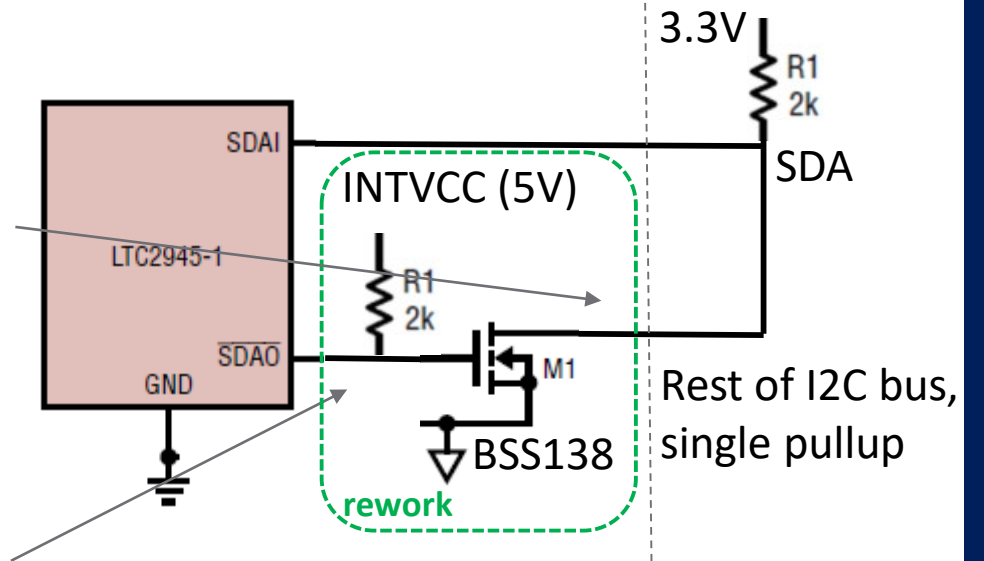 3.3V
R1
2k
SDAI
SDA
INTVCC (5V)
LTC2945-1
R1
2k
SDAO
M1
GND
Rest of I2C bus,
single pullup
BSS138
rework